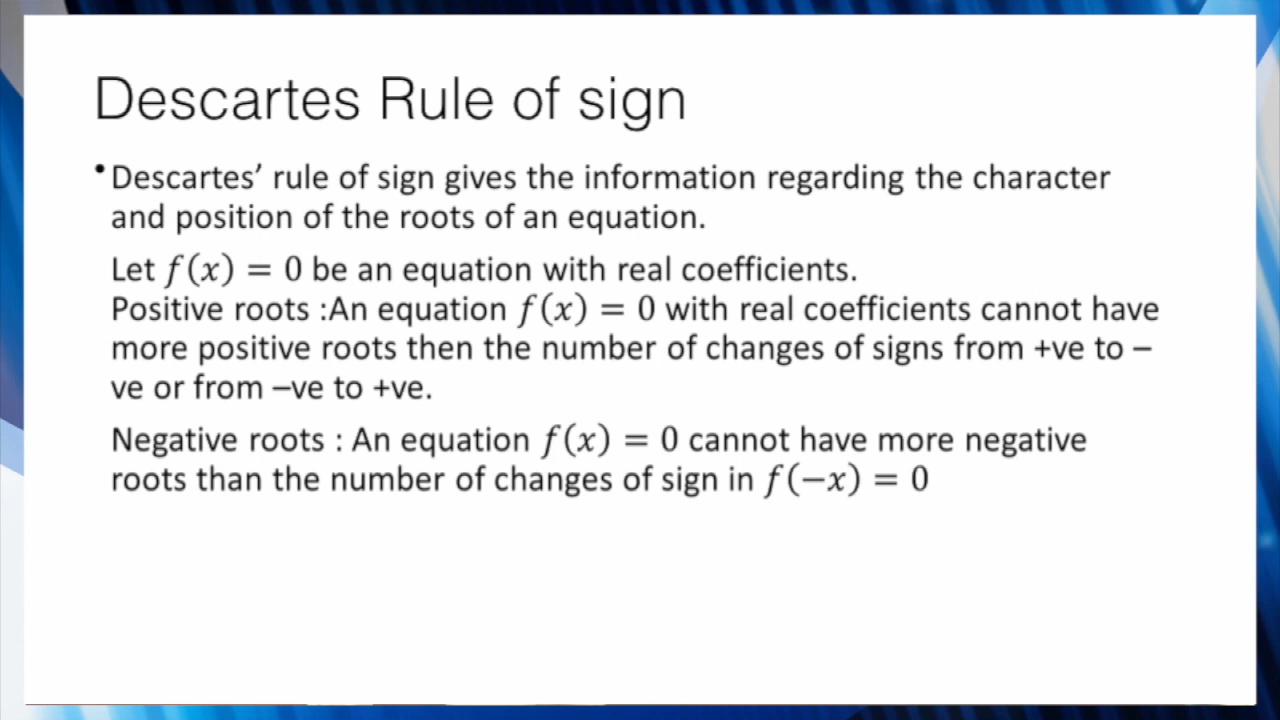 Descartes Rule of sign
• Descartes’ rule of sign gives the information regarding the character
and position of the roots of an equation.
Let f(x) = 0 be an equation with real coefficients.
Positive roots :An equation f(x) = 0 with real coefficients cannot have
more positive roots then the number of changes of signs from +ve to –
ve or from –ve to +ve.
Negative roots : An equation f(x) = 0 cannot have more negative
roots than the number of changes of sign in f(−x) = 0